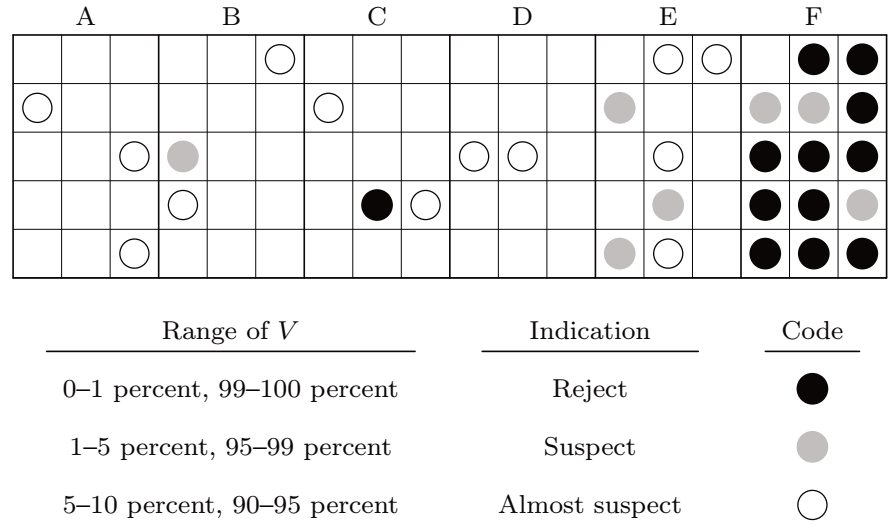 A B C D E F
Range of V Indication Code
0–1 percent, 99–100 percent Reject
1–5 percent, 95–99 percent Suspect
5–10 percent, 90–95 percent Almost suspect